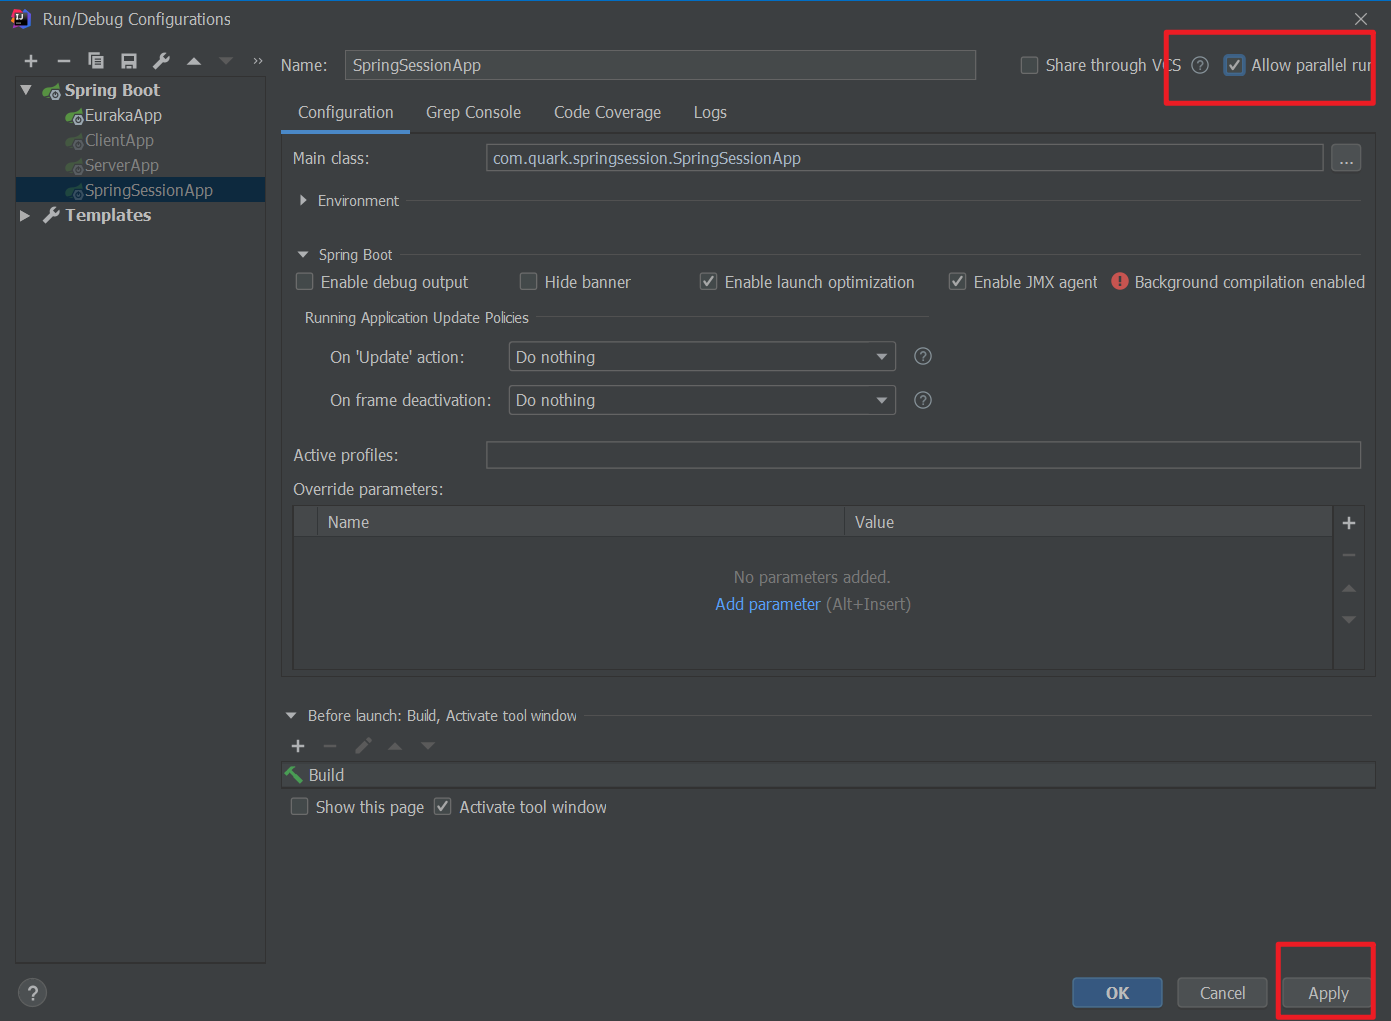 Run/Debug Configurations
Name: SpringSessionApp Share through VCS Allow parallel run
Spring Boot
EurakaApp
ClientApp
ServerApp
SpringSessionApp
Templates
Configuration Grep Console Code Coverage Logs
Main class: com.quark.springsession.SpringSessionApp ...
Environment
Spring Boot
Enable debug output Hide banner Enable launch optimization Enable JMX agent Background compilation enabled
Running Application Update Policies
On 'Update' action: Do nothing
On frame deactivation: Do nothing
Active profiles:
Override parameters:
Name Value
No parameters added.
Add parameter (Alt+Insert)
Before launch: Build, Activate tool window
Build
Show this page Activate tool window
OK Cancel Apply